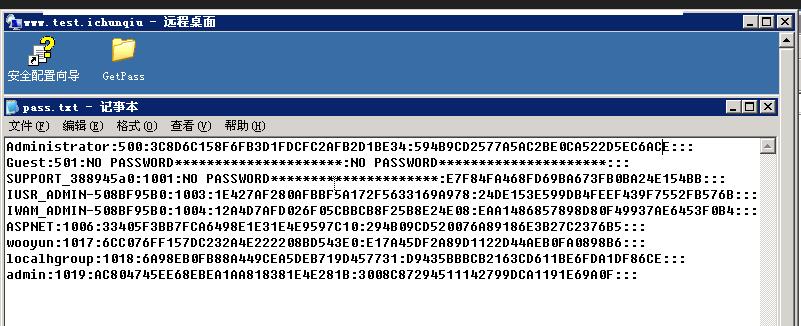 www.test.ichunqiu - 远程桌面
安全配置向导
GetPass
pass.txt - 记事本
文件(F) 编辑(E) 格式(O) 查看(V) 帮助(H)
Administrator:500:3C8D6C158F6FB3D1FDCFC2AFB2D1BE34:594B9CD2577A5AC2BE0CA522D5EC6ACE:::
Guest:501:NO PASSWORD*********************:NO PASSWORD*********************:::
SUPPORT_388945a0:1001:NO PASSWORD*********************:E7F84FA468FD69BA673FB0BA24E154BB:::
IUSR_ADMIN-508BF95B0:1003:1E427AF280AFBBF5A172F5633169A978:24DE153E599DB4FEEF439F7552FB576B:::
IWAM_ADMIN-508BF95B0:1004:12A4D7AFD026F05CBBCB8F25B8E24E08:EAA1486857898D80F49937AE6453F0B4:::
ASPNET:1006:33405F3BB7FCA6498E1E31E4E9597C10:294B09CD520076A89186E3B27C2376B5:::
wooyun:1017:6CC076FF157DC232A4E222208BD543E0:E17A45DF2A89D1122D44AEB0FA0898B6:::
localhgroup:1018:6A98EB0FB88A449CEA5DEB719D457731:D9435BBBCB2163CD611BE6FDA1DF86CE:::
admin:1019:AC804745EE68EBEA1AA818381E4E281B:3008C87294511142799DCA1191E69A0F:::